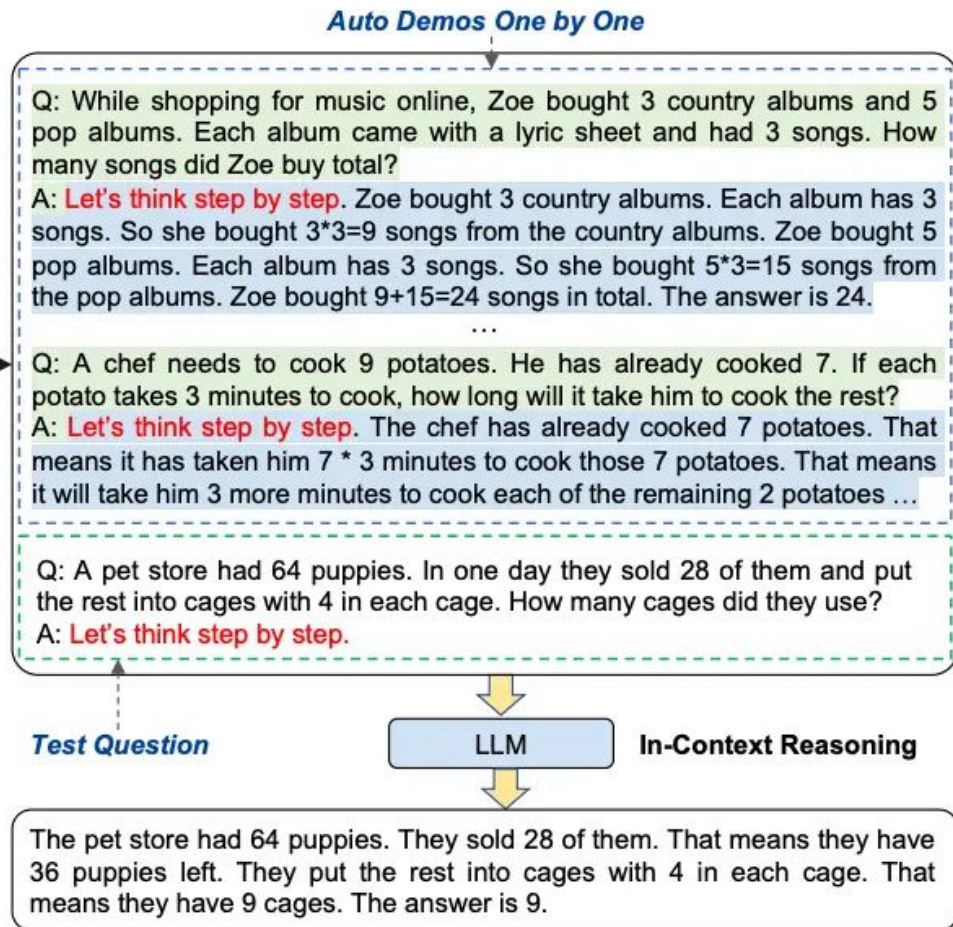 Auto Demos One by One
Q: While shopping for music online, Zoe bought 3 country albums and 5
pop albums. Each album came with a lyric sheet and had 3 songs. How
many songs did Zoe buy total?
A: Let's think step by step. Zoe bought 3 country albums. Each album has 3
songs. So she bought 3*3=9 songs from the country albums. Zoe bought 5
pop albums. Each album has 3 songs. So she bought 5*3=15 songs from
the pop albums. Zoe bought 9+15=24 songs in total. The answer is 24.
...
Q: A chef needs to cook 9 potatoes. He has already cooked 7. If each
potato takes 3 minutes to cook, how long will it take him to cook the rest?
A: Let's think step by step. The chef has already cooked 7 potatoes. That
means it has taken him 7 * 3 minutes to cook those 7 potatoes. That means
it will take him 3 more minutes to cook each of the remaining 2 potatoes ...
Q: A pet store had 64 puppies. In one day they sold 28 of them and put
the rest into cages with 4 in each cage. How many cages did they use?
A: Let's think step by step.
Test Question
LLM
In-Context Reasoning
The pet store had 64 puppies. They sold 28 of them. That means they have
36 puppies left. They put the rest into cages with 4 in each cage. That
means they have 9 cages. The answer is 9.